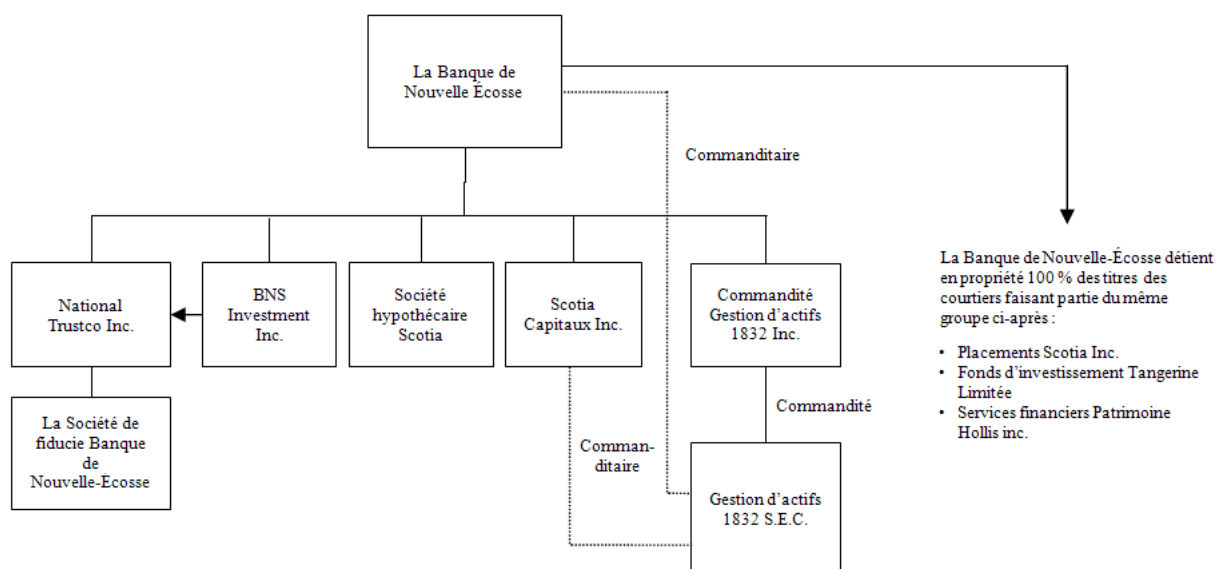 La Banque de
Nouvelle Écosse
Commanditaire
National
Trustco Inc.
BNS
Investment
Inc.
Société
hypothécaire
Scotia
Scotia
Capitaux Inc.
Commandité
Gestion d’actifs
1832 Inc.
La Banque de Nouvelle-Écosse détient
en propriété 100 % des titres des
courtiers faisant partie du même
groupe ci-après :
• Placements Scotia Inc.
• Fonds d’investissement Tangerine
Limitée
• Services financiers Patrimoine
Hollis inc.
Commandité
La Société de
fiducie Banque
de
Nouvelle-Écosse
Comman-
ditaire
Gestion d’actifs
1832 S.E.C.